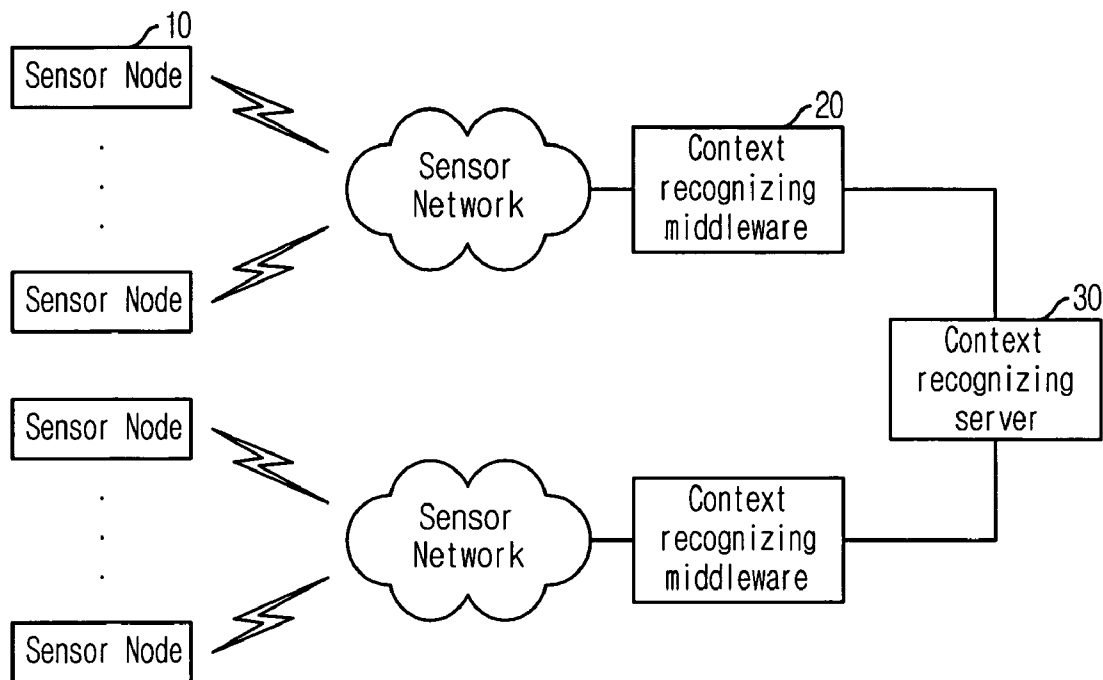 10
Sensor Node
Sensor Node
Sensor
Network
20
Context
recognizing
middleware
30
Context
recognizing
server
Sensor Node
Sensor Node
Sensor
Network
Context
recognizing
middleware